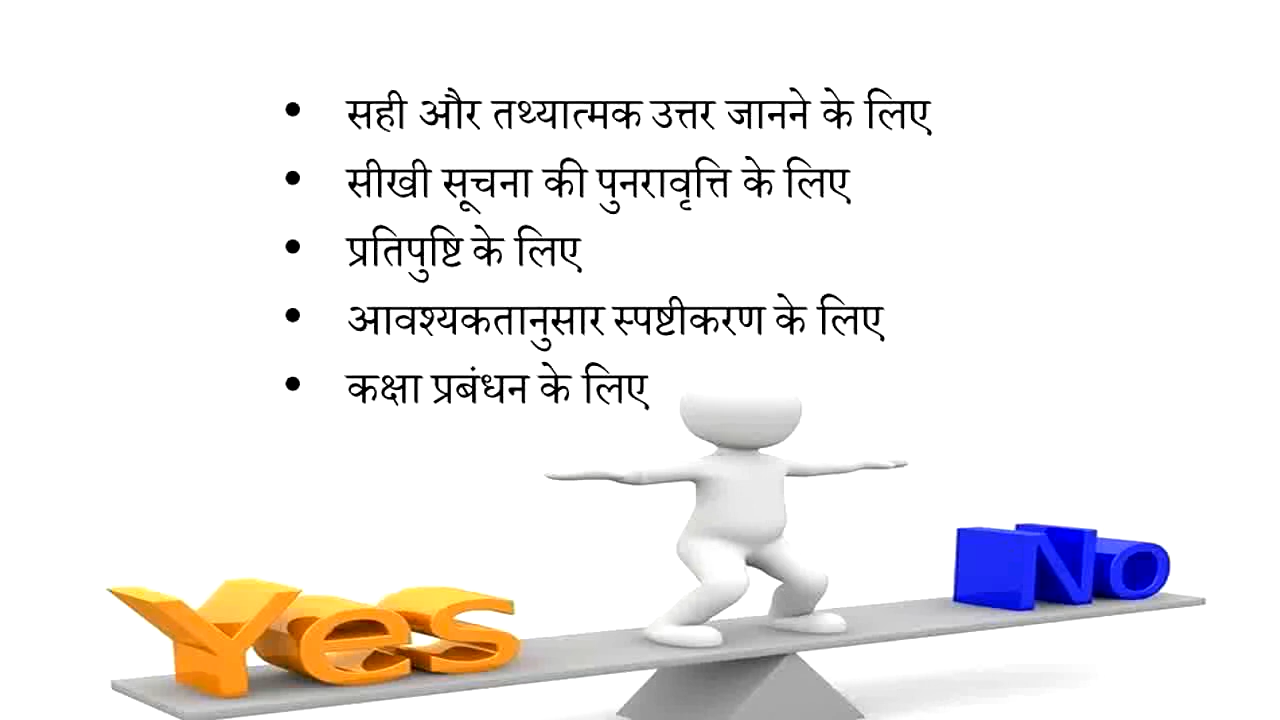 • सही और तथ्यात्मक उत्तर जानने के लिए
• सीखी सूचना की पुनरावृत्ति के लिए
• प्रतिपुष्टि के लिए
• आवश्यकतानुसार स्पष्टीकरण के लिए
• कक्षा प्रबंधन के लिए
Yes No